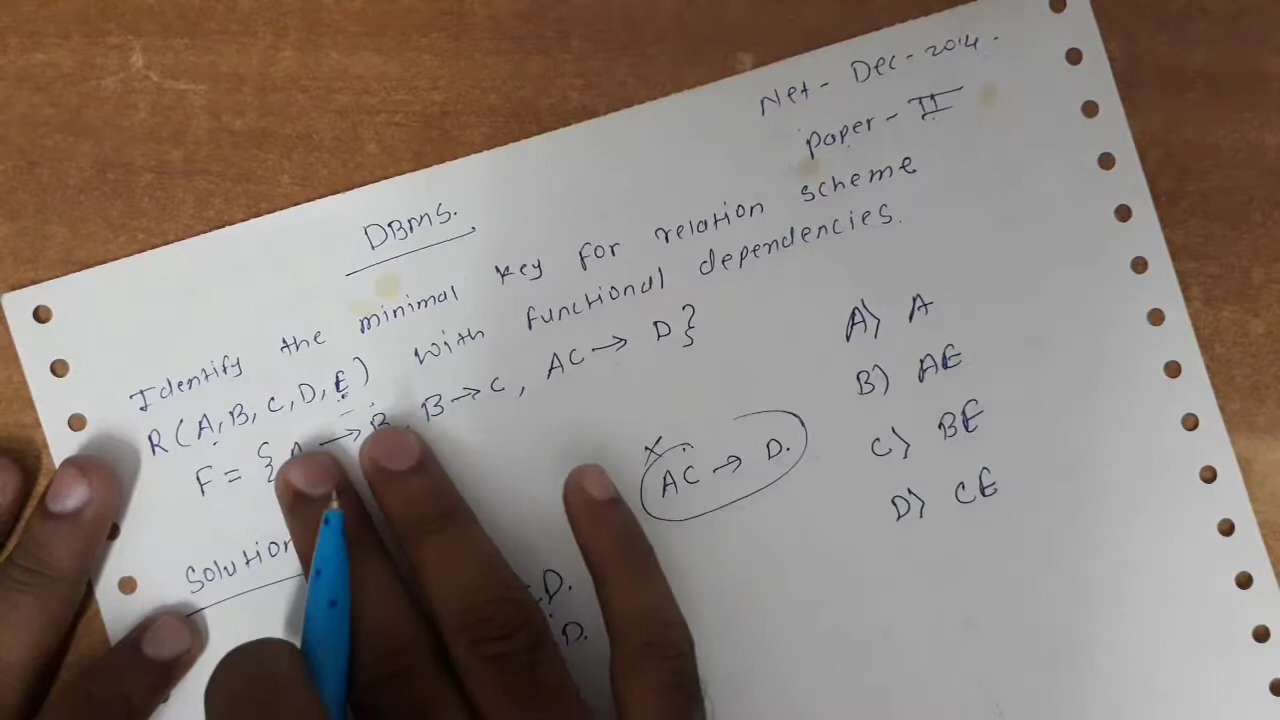 Net - Dec - 2014.
Paper - II
DBMS.
Identify the minimal key for relation scheme
R(A, B, C, D, E) with functional dependencies.
F = { A → B, B → C, AC → D }
A) A
B) AE
C) BE
D) CE
AC → D.
Solution
D.
D.